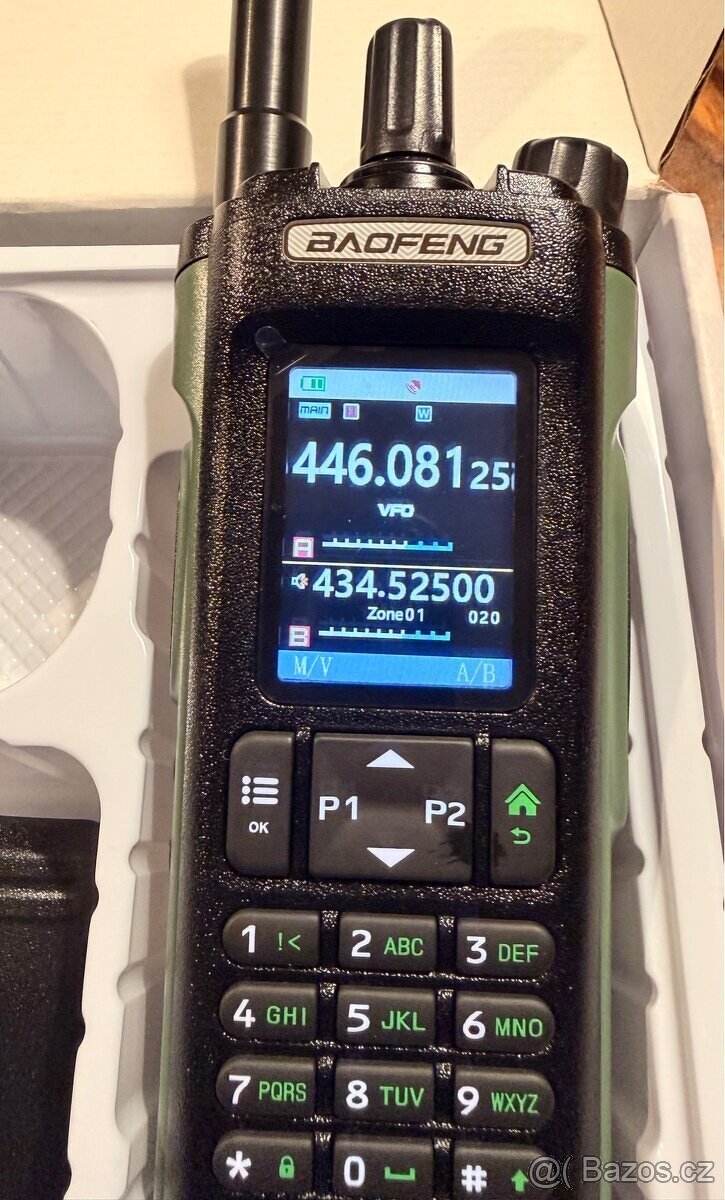 BAOFENG
MAIN H W
446.08125
VFO
A
434.52500
Zone01 020
B
M/V A/B
OK
P1 P2
1 !< 2 ABC 3 DEF
4 GHI 5 JKL 6 MNO
7 PQRS 8 TUV 9 WXYZ
* 0 #
@( Bazos.cz